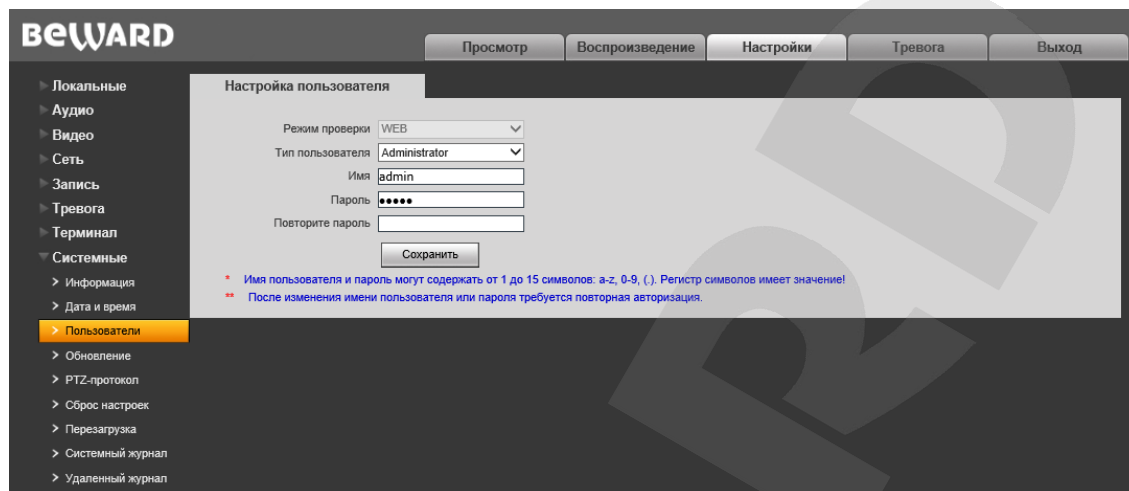 BEWARD
Просмотр Воспроизведение Настройки Тревога Выход
Локальные
Аудио
Видео
Сеть
Запись
Тревога
Терминал
Системные
Информация
Дата и время
Пользователи
Обновление
PTZ-протокол
Сброс настроек
Перезагрузка
Системный журнал
Удаленный журнал
Настройка пользователя
Режим проверки WEB
Тип пользователя Administrator
Имя admin
Пароль •••••
Повторите пароль
Сохранить
* Имя пользователя и пароль могут содержать от 1 до 15 символов: a-z, 0-9, (.). Регистр символов имеет значение!
** После изменения имени пользователя или пароля требуется повторная авторизация.